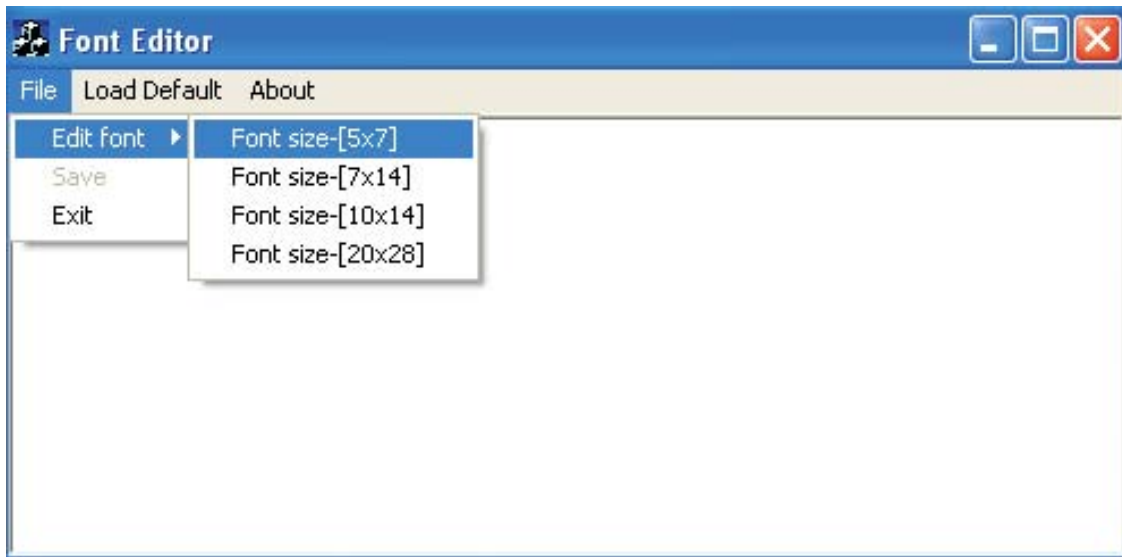 Font Editor
File Load Default About
Edit font Font size-[5x7]
Save Font size-[7x14]
Exit Font size-[10x14]
Font size-[20x28]